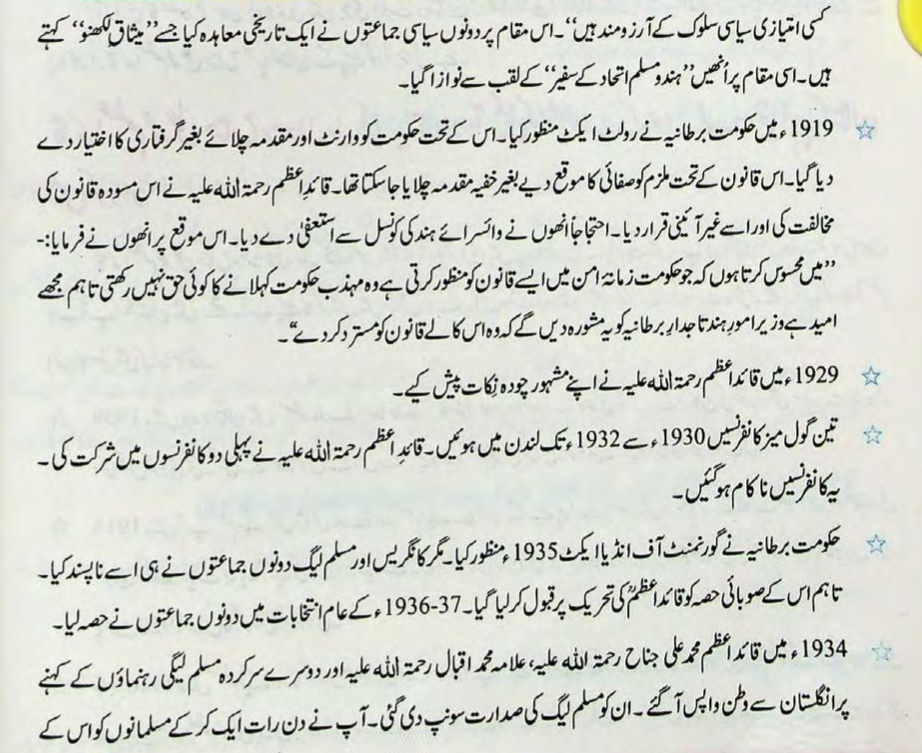 کسی امتیازی سیاسی سلوک کے آرزومند ہیں‘‘۔ اس مقام پر دونوں سیاسی جماعتوں نے ایک تاریخی معاہدہ کیا جسے ’’میثاقِ لکھنؤ‘‘ کہتے
ہیں۔ اسی مقام پر اُنھیں ’’ہندو مسلم اتحاد کے سفیر‘‘ کے لقب سے نوازا گیا۔
☆ 1919ء میں حکومت برطانیہ نے رولٹ ایکٹ منظور کیا۔ اس کے تحت حکومت کو وارنٹ اور مقدمہ چلائے بغیر گرفتاری کا اختیار دے
دیا گیا۔ اس قانون کے تحت ملزم کو صفائی کا موقع دیے بغیر خفیہ مقدمہ چلایا جا سکتا تھا۔ قائدِ اعظم رحمۃ اللہ علیہ نے اس مسودہ قانون کی
مخالفت کی اور اسے غیر آئینی قرار دیا۔ احتجاجاً انھوں نے وائسرائے ہند کی کونسل سے استعفیٰ دے دیا۔ اس موقع پر انھوں نے فرمایا:-
’’میں محسوس کرتا ہوں کہ جو حکومت زمانۂ امن میں ایسے قانون کو منظور کرتی ہے وہ مہذب حکومت کہلانے کا کوئی حق نہیں رکھتی تاہم مجھے
امید ہے وزیر امورِ ہند تاجدارِ برطانیہ کو یہ مشورہ دیں گے کہ وہ اس کالے قانون کو مسترد کر دے‘‘۔
☆ 1929ء میں قائد اعظم رحمۃ اللہ علیہ نے اپنے مشہور چودہ نِکات پیش کیے۔
☆ تین گول میز کانفرنسیں 1930ء سے 1932ء تک لندن میں ہوئیں۔ قائدِ اعظم رحمۃ اللہ علیہ نے پہلی دو کانفرنسوں میں شرکت کی۔
یہ کانفرنسیں ناکام ہو گئیں۔
☆ حکومت برطانیہ نے گورنمنٹ آف انڈیا ایکٹ 1935ء منظور کیا۔ مگر کانگریس اور مسلم لیگ دونوں جماعتوں نے ہی اسے ناپسند کیا۔
تاہم اس کے صوبائی حصہ کو قائد اعظمؒ کی تحریک پر قبول کر لیا گیا۔ 37-1936ء کے عام انتخابات میں دونوں جماعتوں نے حصہ لیا۔
☆ 1934ء میں قائد اعظم محمد علی جناح رحمۃ اللہ علیہ، علامہ محمد اقبال رحمۃ اللہ علیہ اور دوسرے سرکردہ مسلم لیگی رہنماؤں کے کہنے
پر انگلستان سے وطن واپس آ گئے۔ ان کو مسلم لیگ کی صدارت سونپ دی گئی۔ آپ نے دن رات ایک کر کے مسلمانوں کو اس کے